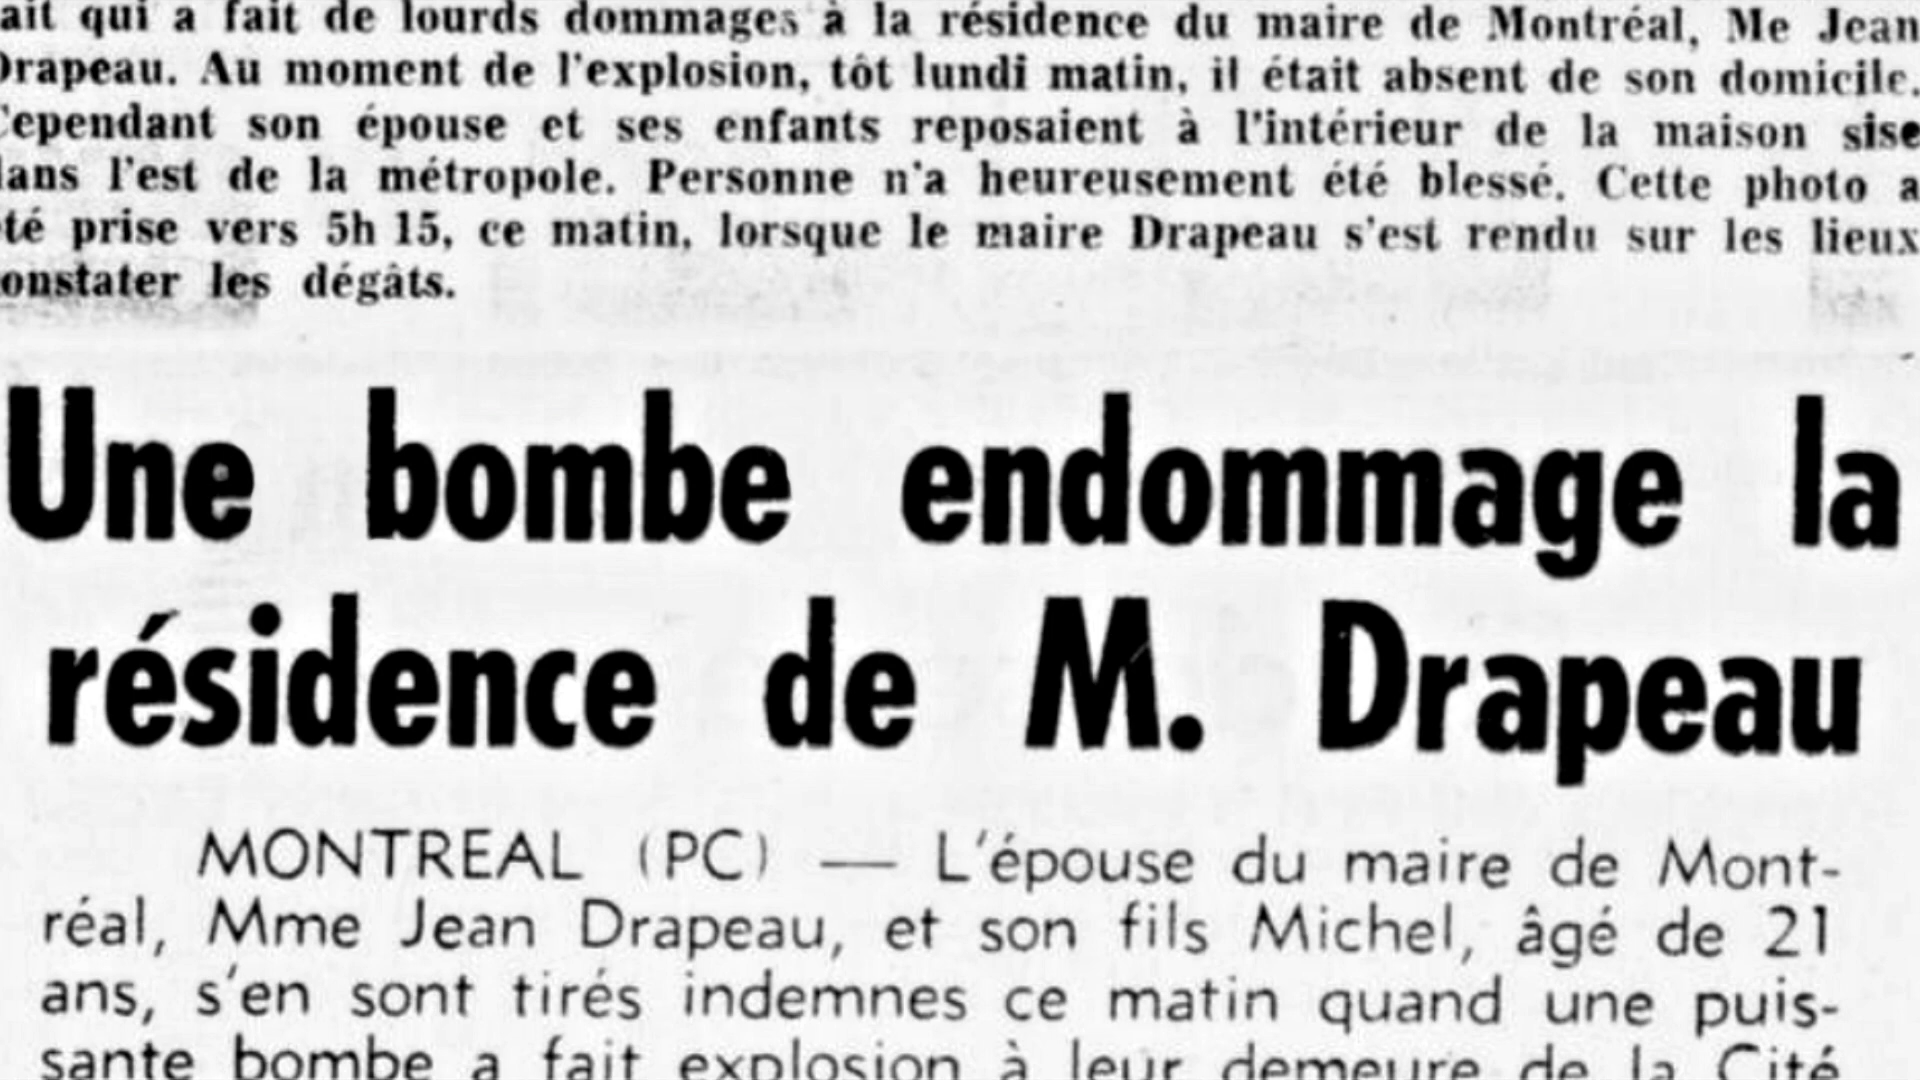 ait qui a fait de lourds dommages à la résidence du maire de Montréal, Me Jean
Drapeau. Au moment de l'explosion, tôt lundi matin, il était absent de son domicile.
Cependant son épouse et ses enfants reposaient à l'intérieur de la maison sise
dans l'est de la métropole. Personne n'a heureusement été blessé. Cette photo a
té prise vers 5h 15, ce matin, lorsque le maire Drapeau s'est rendu sur les lieux
onstater les dégâts.
Une bombe endommage la
résidence de M. Drapeau
MONTREAL (PC) — L'épouse du maire de Mont-
réal, Mme Jean Drapeau, et son fils Michel, âgé de 21
ans, s'en sont tirés indemnes ce matin quand une puis-
sante bombe a fait explosion à leur demeure de la Cité